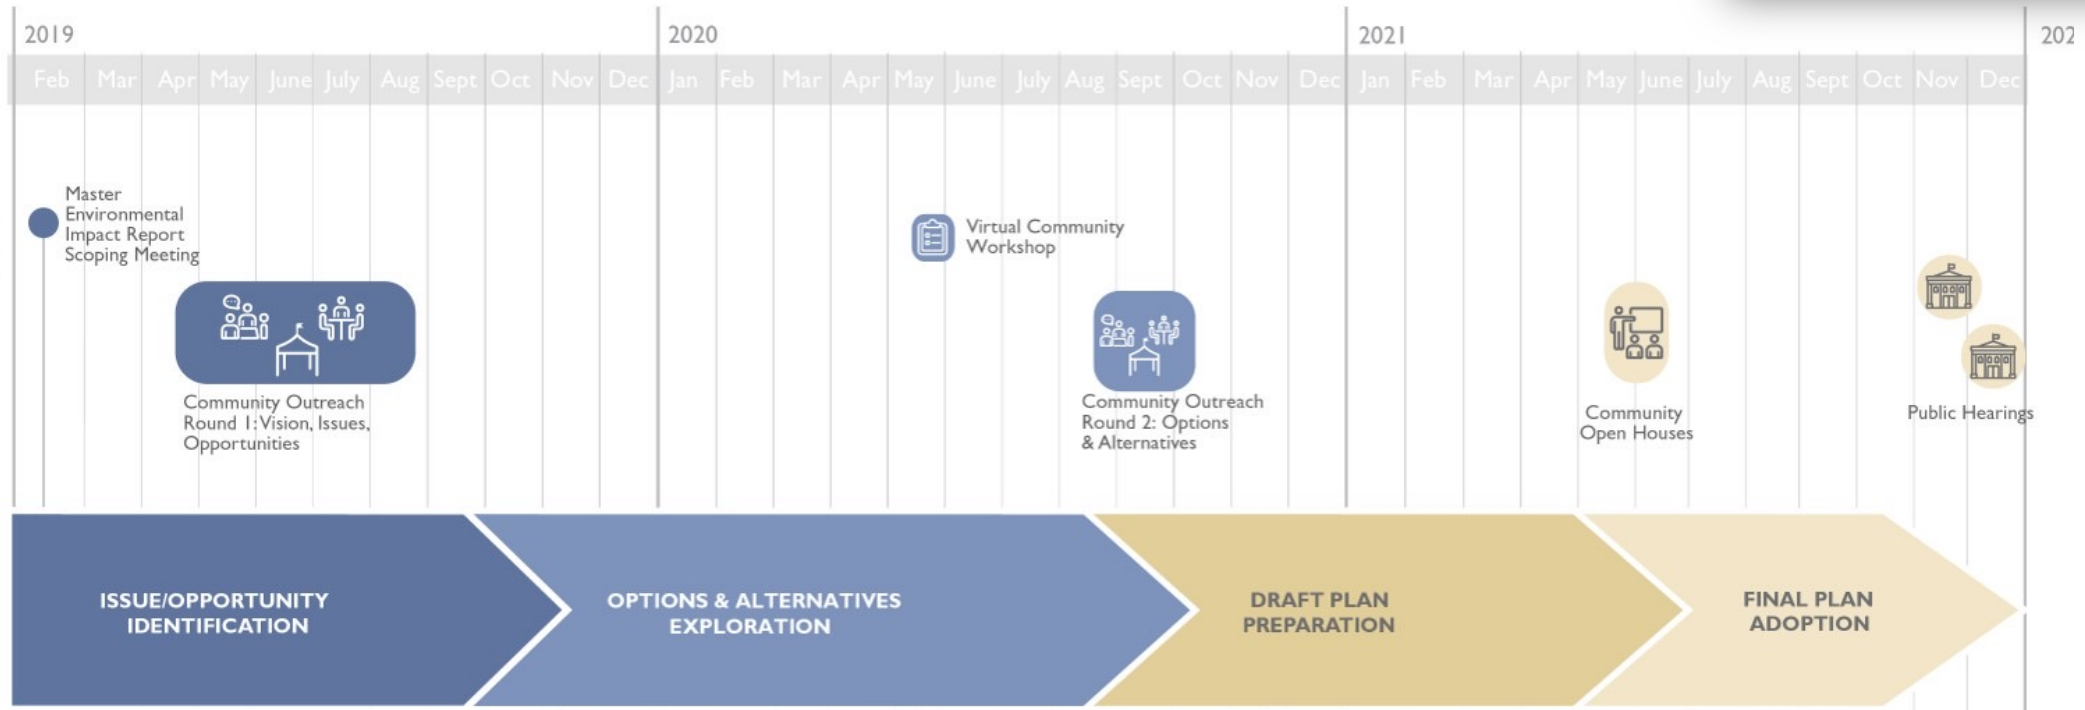 2019
2020
2021
202
Feb Mar Apr May June July Aug Sept Oct Nov Dec Jan Feb Mar Apr May June July Aug Sept Oct Nov Dec Jan Feb Mar Apr May June July Aug Sept Oct Nov Dec
Master
Environmental
Impact Report
Scoping Meeting
Community Outreach
Round 1: Vision, Issues,
Opportunities
Virtual Community
Workshop
Community Outreach
Round 2: Options
& Alternatives
Community
Open Houses
Public Hearings
ISSUE/OPPORTUNITY
IDENTIFICATION
OPTIONS & ALTERNATIVES
EXPLORATION
DRAFT PLAN
PREPARATION
FINAL PLAN
ADOPTION